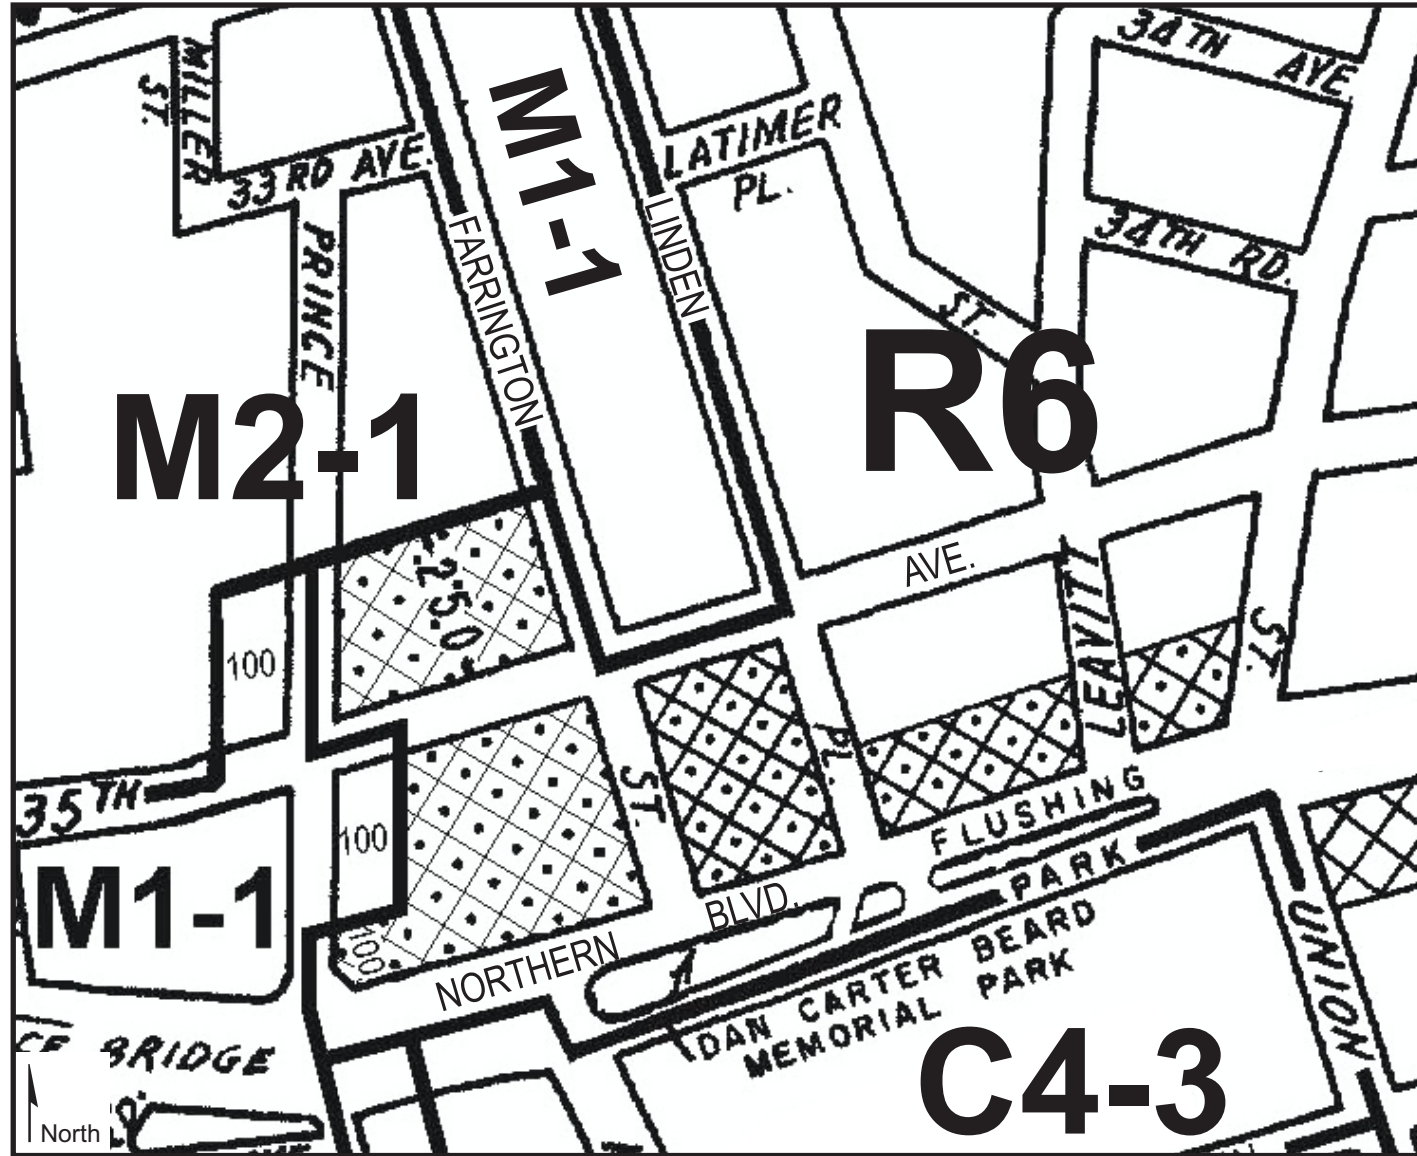 34TH AVE
MILLER
ST.
M1-1
LATIMER
PL.
33RD AVE.
34TH RD.
PRINCE
FARRINGTON
LINDEN
ST.
R6
M2-1
AVE.
LEAVITT
250
ST.
100
PL.
35TH
ST.
FLUSHING
100
PARK
M1-1
BLVD.
UNION
100
NORTHERN
DAN CARTER BEARD
MEMORIAL PARK
BRIDGE
C4-3
North